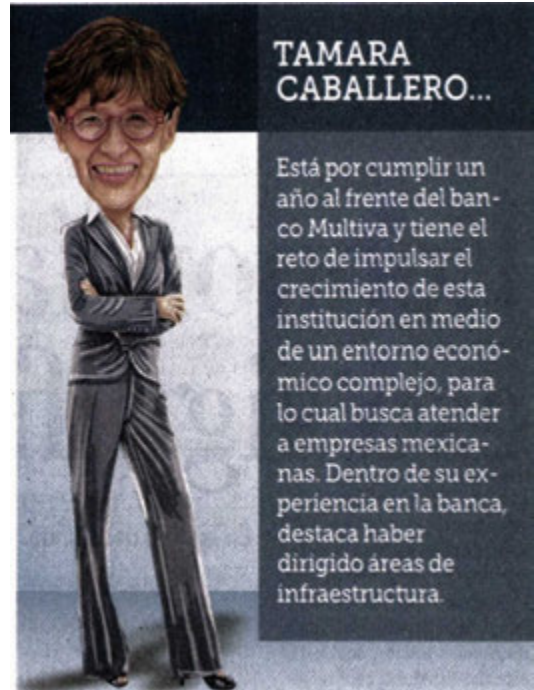 TAMARA
CABALLERO...
Está por cumplir un
año al frente del ban-
co Multiva y tiene el
reto de impulsar el
crecimiento de esta
institución en medio
de un entorno econó-
mico complejo, para
lo cual busca atender
a empresas mexica-
nas. Dentro de su ex-
periencia en la banca,
destaca haber
dirigido áreas de
infraestructura.